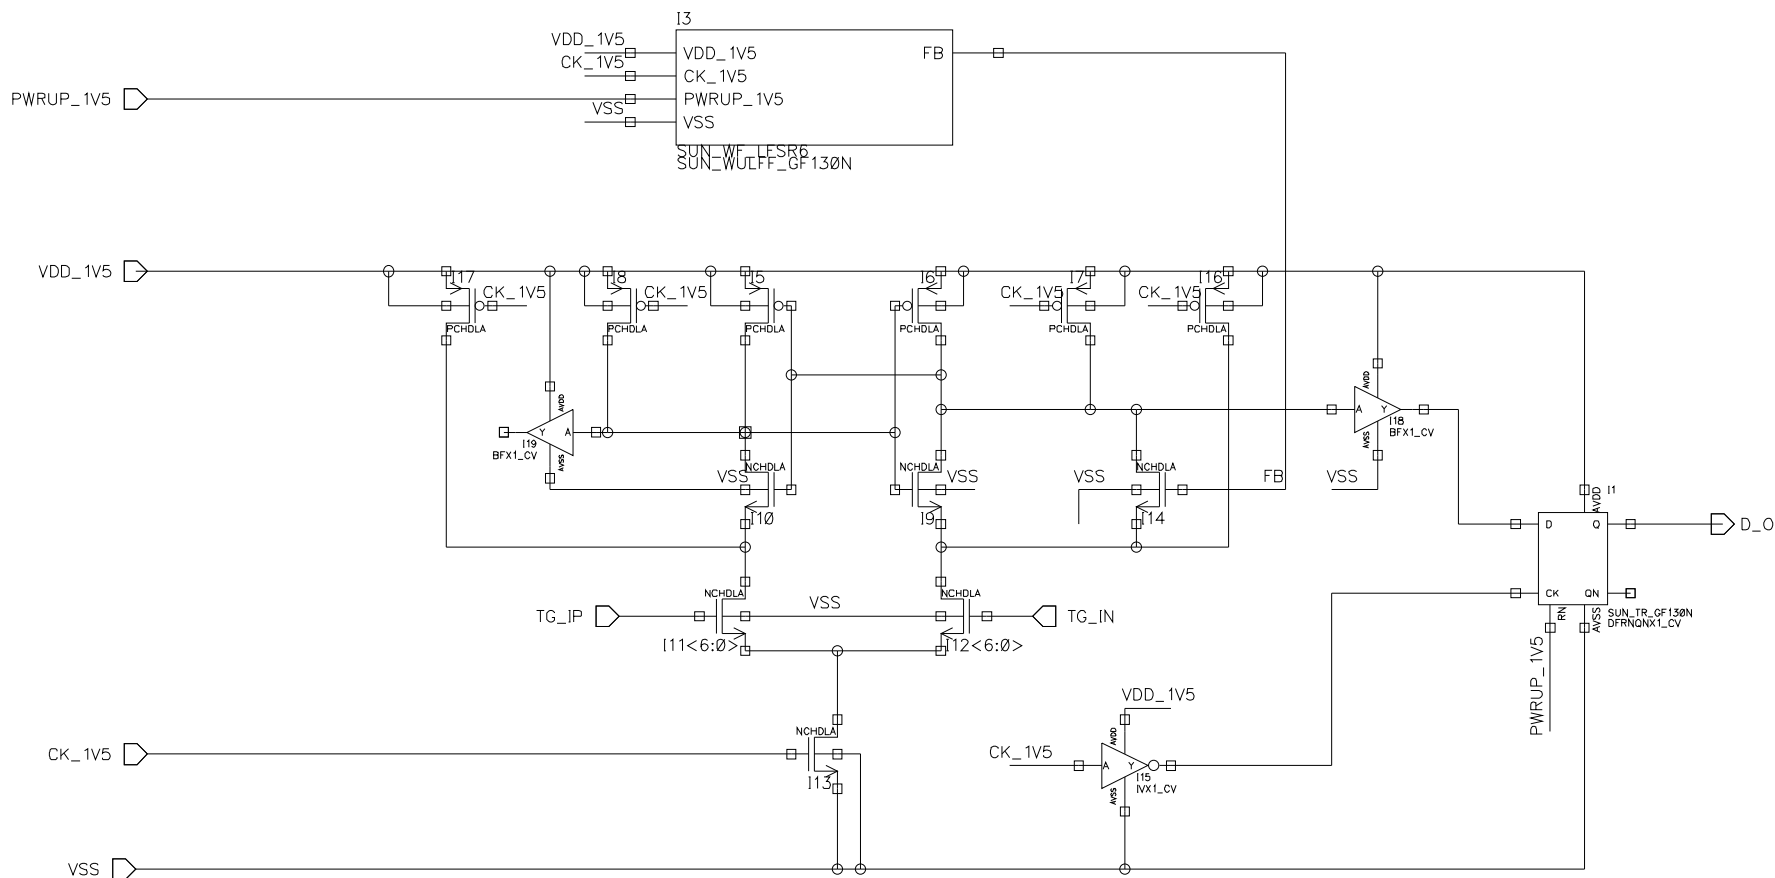 I3
VDD_1V5
VDD_1V5
FB
CK_1V5
CK_1V5
PWRUP_1V5
PWRUP_1V5
VSS
VSS
SUN_WF_LFSR6
SUN_WULFF_GF130N
VDD_1V5
I17
I8
I5
I6
I7
I16
CK_1V5
CK_1V5
CK_1V5
CK_1V5
PCHDLA
PCHDLA
PCHDLA
PCHDLA
PCHDLA
PCHDLA
AVDD
Y
A
I19
BFX1_CV
AVSS
AVDD
A
Y
I18
BFX1_CV
AVSS
NCHDLA
NCHDLA
NCHDLA
VSS
VSS
VSS
FB
VSS
I10
I9
I14
I1
AVDD
D
Q
D_O
CK
QN
RN
AVSS
SUN_TR_GF130N
DFRNQNX1_CV
PWRUP_1V5
NCHDLA
NCHDLA
TG_IP
VSS
TG_IN
I11<6:0>
I12<6:0>
VDD_1V5
NCHDLA
AVDD
CK_1V5
CK_1V5
A
Y
I13
I15
IVX1_CV
AVSS
VSS